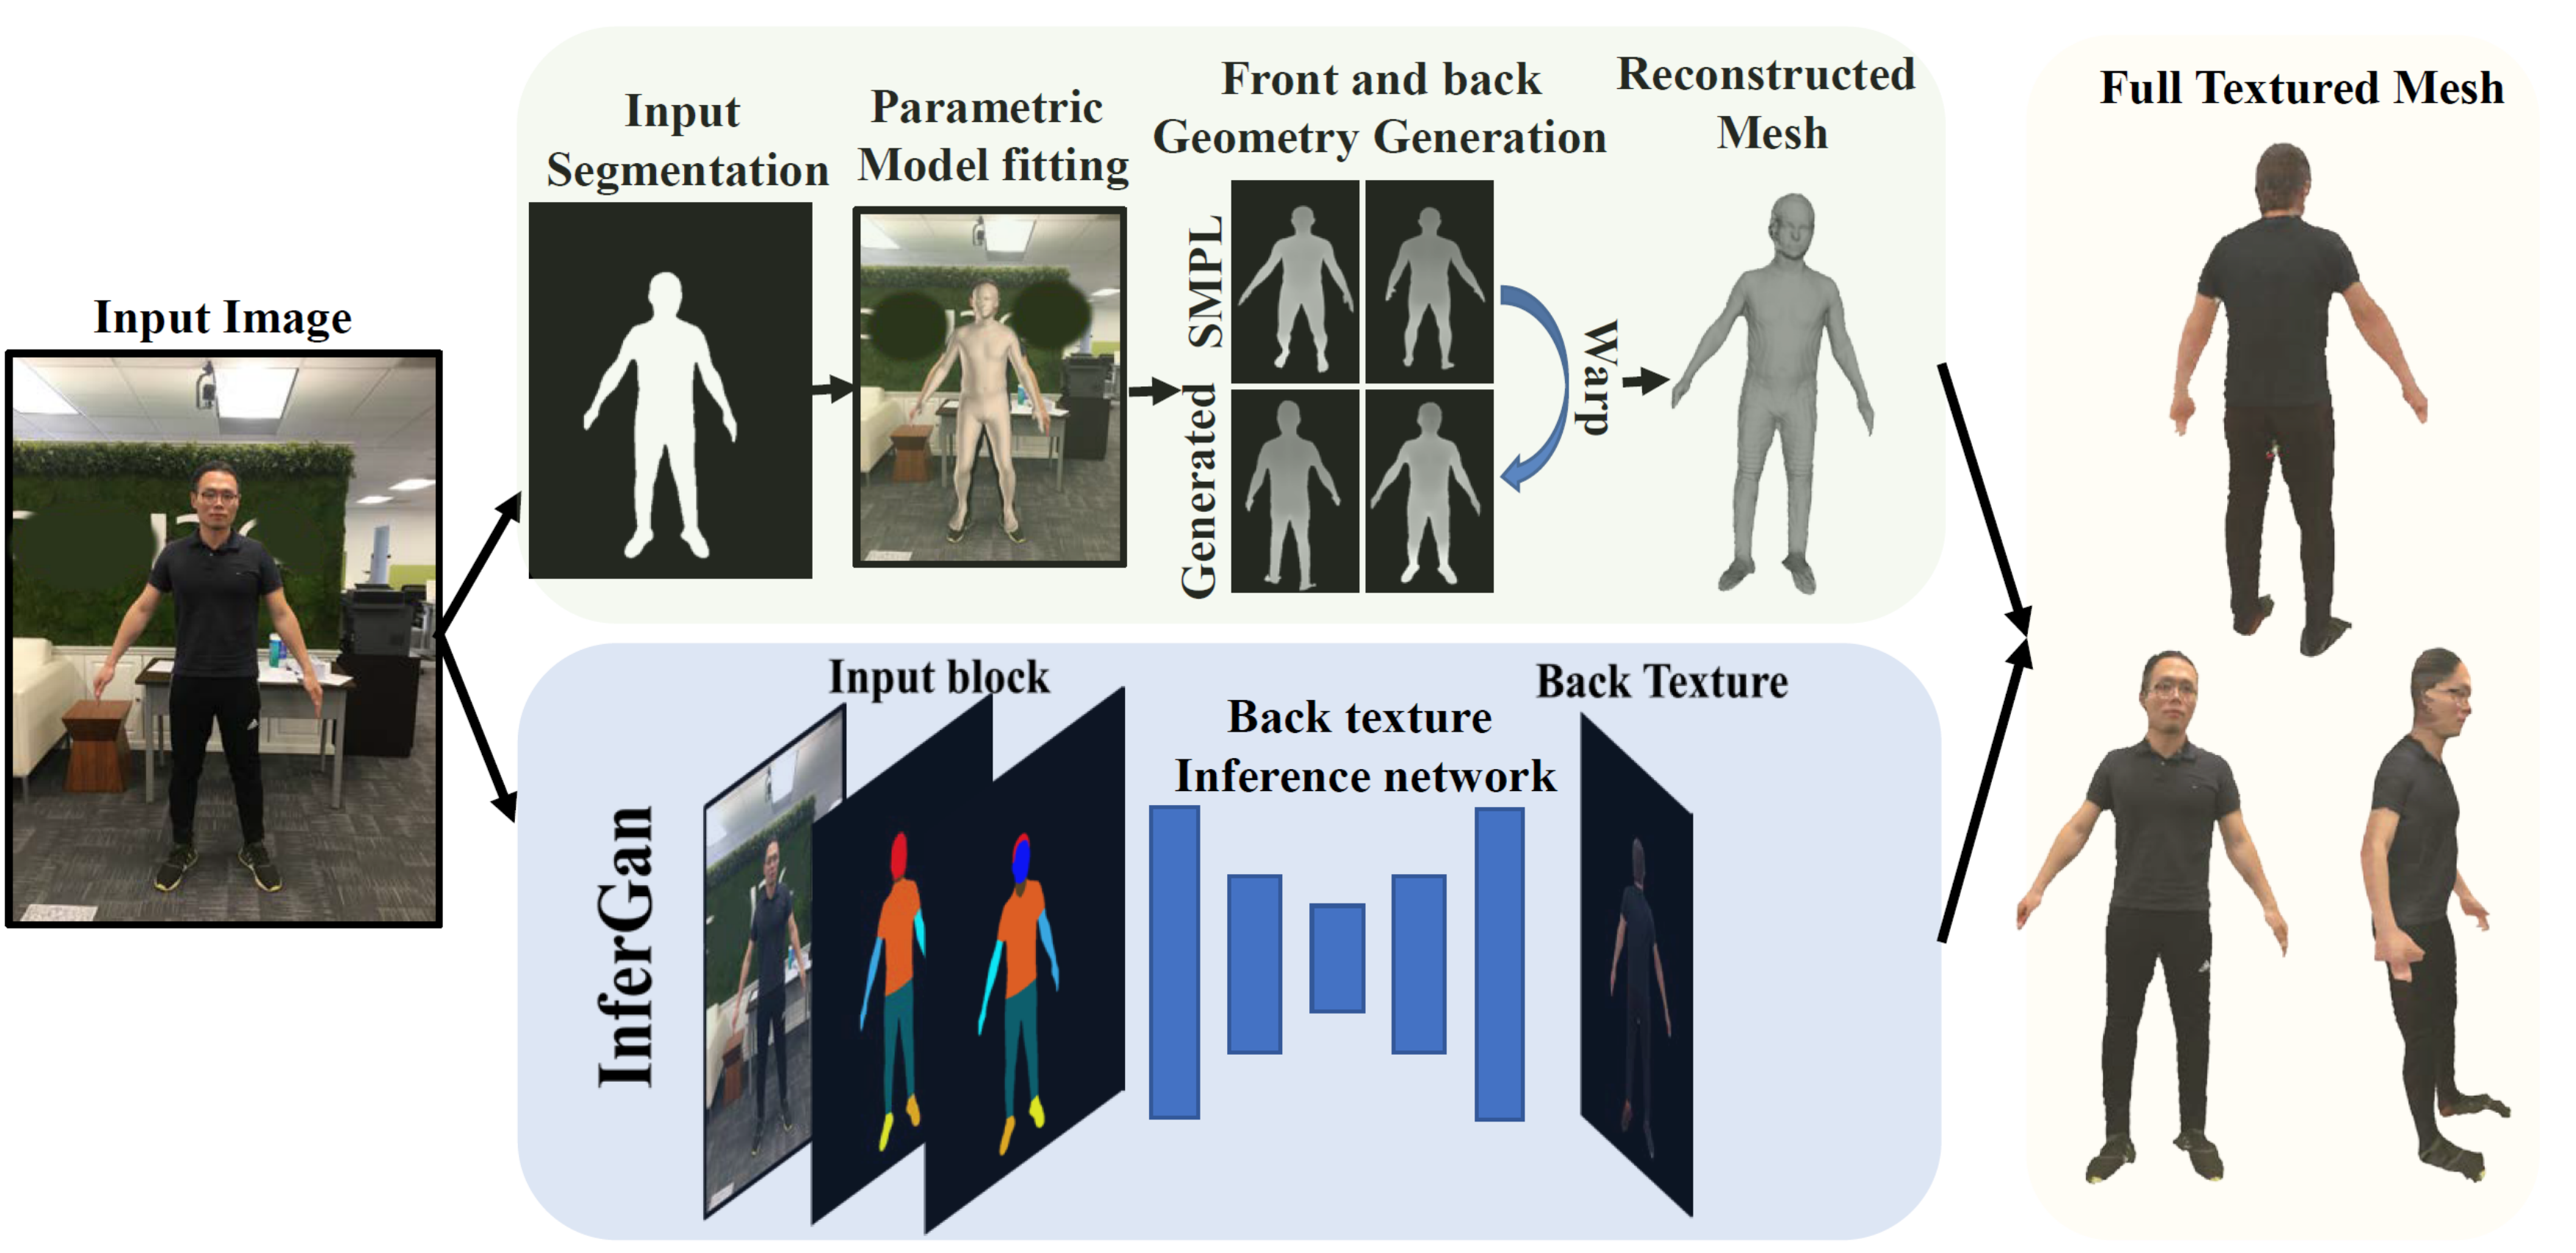 Input Image
Input
Segmentation
Parametric
Model fitting
Front and back
Geometry Generation
SMPL
Generated
Warp
Reconstructed
Mesh
InferGan
Input block
Back texture
Inference network
Back Texture
Full Textured Mesh